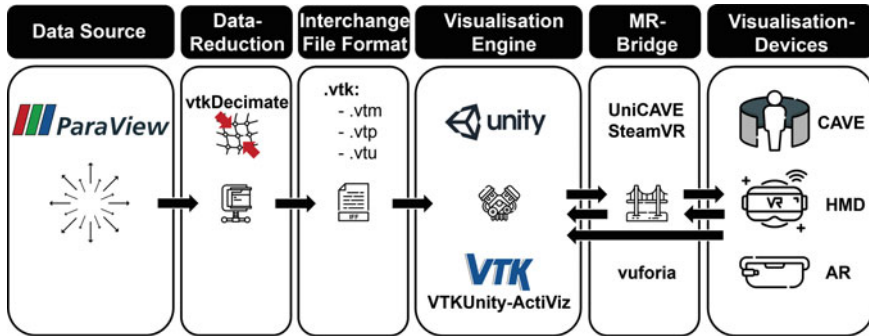 Data Source
Data-
Reduction
Interchange
File Format
Visualisation
Engine
MR-
Bridge
Visualisation-
Devices
ParaView
vtkDecimate
.vtk:
- .vtm
- .vtp
- .vtu
IFF
unity
VTK
VTKUnity-ActiViz
UniCAVE
SteamVR
vuforia
CAVE
VR
HMD
AR